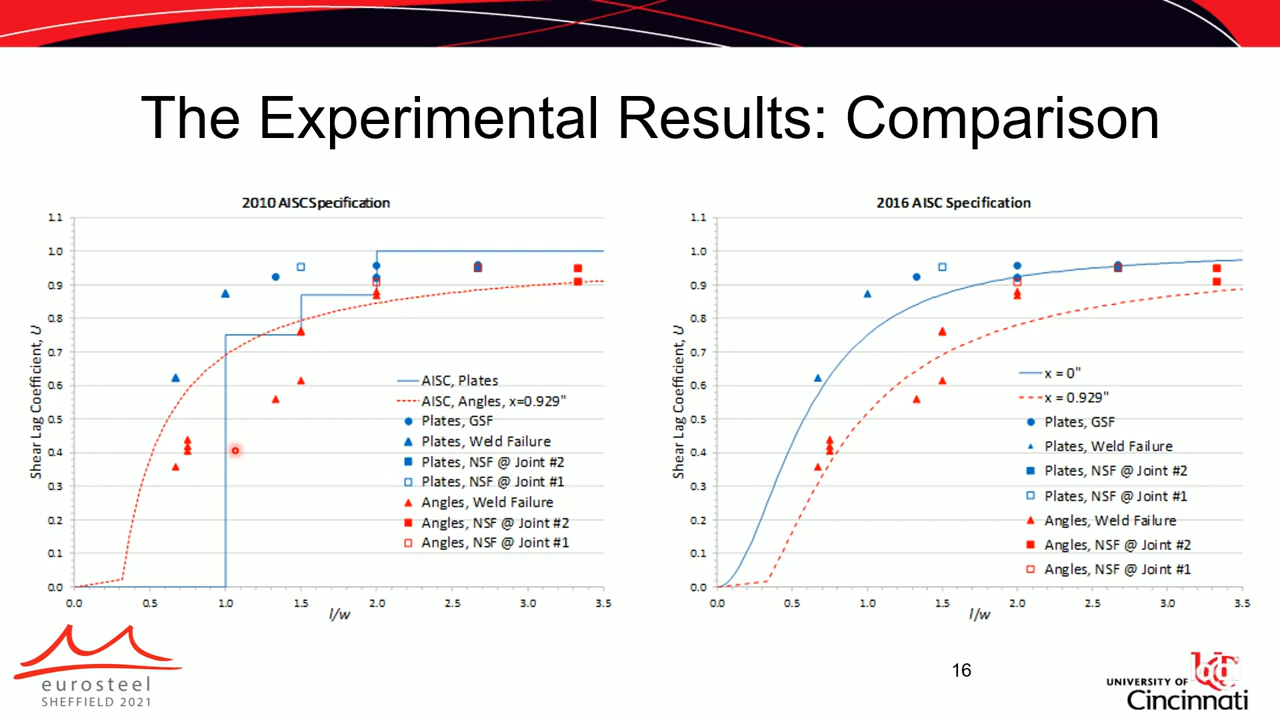 The Experimental Results: Comparison
2010 AISC Specification
1.1
1.0
0.9
0.8
0.7
0.6
0.5
0.4
0.3
0.2
0.1
0.0
Shear Lag Coefficient, U
0.0 0.5 1.0 1.5 2.0 2.5 3.0 3.5
l/w
AISC, Plates
AISC, Angles, x=0.929"
Plates, GSF
Plates, Weld Failure
Plates, NSF @ Joint #2
Plates, NSF @ Joint #1
Angles, Weld Failure
Angles, NSF @ Joint #2
Angles, NSF @ Joint #1
2016 AISC Specification
1.1
1.0
0.9
0.8
0.7
0.6
0.5
0.4
0.3
0.2
0.1
0.0
Shear Lag Coefficient, U
0.0 0.5 1.0 1.5 2.0 2.5 3.0 3.5
l/w
x = 0"
x = 0.929"
Plates, GSF
Plates, Weld Failure
Plates, NSF @ Joint #2
Plates, NSF @ Joint #1
Angles, Weld Failure
Angles, NSF @ Joint #2
Angles, NSF @ Joint #1
eurosteel
SHEFFIELD 2021
16
UNIVERSITY OF
Cincinnati